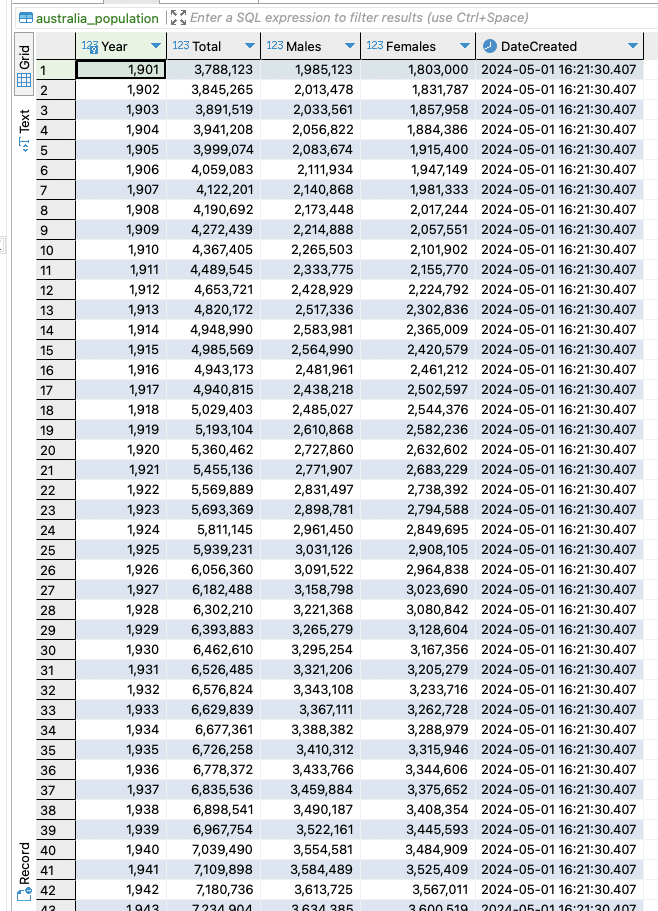 australia_population Enter a SQL expression to filter results (use Ctrl+Space)
Grid
Text
Record
123 Year 123 Total 123 Males 123 Females DateCreated
1 1,901 3,788,123 1,985,123 1,803,000 2024-05-01 16:21:30.407
2 1,902 3,845,265 2,013,478 1,831,787 2024-05-01 16:21:30.407
3 1,903 3,891,519 2,033,561 1,857,958 2024-05-01 16:21:30.407
4 1,904 3,941,208 2,056,822 1,884,386 2024-05-01 16:21:30.407
5 1,905 3,999,074 2,083,674 1,915,400 2024-05-01 16:21:30.407
6 1,906 4,059,083 2,111,934 1,947,149 2024-05-01 16:21:30.407
7 1,907 4,122,201 2,140,868 1,981,333 2024-05-01 16:21:30.407
8 1,908 4,190,692 2,173,448 2,017,244 2024-05-01 16:21:30.407
9 1,909 4,272,439 2,214,888 2,057,551 2024-05-01 16:21:30.407
10 1,910 4,367,405 2,265,503 2,101,902 2024-05-01 16:21:30.407
11 1,911 4,489,545 2,333,775 2,155,770 2024-05-01 16:21:30.407
12 1,912 4,653,721 2,428,929 2,224,792 2024-05-01 16:21:30.407
13 1,913 4,820,172 2,517,336 2,302,836 2024-05-01 16:21:30.407
14 1,914 4,948,990 2,583,981 2,365,009 2024-05-01 16:21:30.407
15 1,915 4,985,569 2,564,990 2,420,579 2024-05-01 16:21:30.407
16 1,916 4,943,173 2,481,961 2,461,212 2024-05-01 16:21:30.407
17 1,917 4,940,815 2,438,218 2,502,597 2024-05-01 16:21:30.407
18 1,918 5,029,403 2,485,027 2,544,376 2024-05-01 16:21:30.407
19 1,919 5,193,104 2,610,868 2,582,236 2024-05-01 16:21:30.407
20 1,920 5,360,462 2,727,860 2,632,602 2024-05-01 16:21:30.407
21 1,921 5,455,136 2,771,907 2,683,229 2024-05-01 16:21:30.407
22 1,922 5,569,889 2,831,497 2,738,392 2024-05-01 16:21:30.407
23 1,923 5,693,369 2,898,781 2,794,588 2024-05-01 16:21:30.407
24 1,924 5,811,145 2,961,450 2,849,695 2024-05-01 16:21:30.407
25 1,925 5,939,231 3,031,126 2,908,105 2024-05-01 16:21:30.407
26 1,926 6,056,360 3,091,522 2,964,838 2024-05-01 16:21:30.407
27 1,927 6,182,488 3,158,798 3,023,690 2024-05-01 16:21:30.407
28 1,928 6,302,210 3,221,368 3,080,842 2024-05-01 16:21:30.407
29 1,929 6,393,883 3,265,279 3,128,604 2024-05-01 16:21:30.407
30 1,930 6,462,610 3,295,254 3,167,356 2024-05-01 16:21:30.407
31 1,931 6,526,485 3,321,206 3,205,279 2024-05-01 16:21:30.407
32 1,932 6,576,824 3,343,108 3,233,716 2024-05-01 16:21:30.407
33 1,933 6,629,839 3,367,111 3,262,728 2024-05-01 16:21:30.407
34 1,934 6,677,361 3,388,382 3,288,979 2024-05-01 16:21:30.407
35 1,935 6,726,258 3,410,312 3,315,946 2024-05-01 16:21:30.407
36 1,936 6,778,372 3,433,766 3,344,606 2024-05-01 16:21:30.407
37 1,937 6,835,536 3,459,884 3,375,652 2024-05-01 16:21:30.407
38 1,938 6,898,541 3,490,187 3,408,354 2024-05-01 16:21:30.407
39 1,939 6,967,754 3,522,161 3,445,593 2024-05-01 16:21:30.407
40 1,940 7,039,490 3,554,581 3,484,909 2024-05-01 16:21:30.407
41 1,941 7,109,898 3,584,489 3,525,409 2024-05-01 16:21:30.407
42 1,942 7,180,736 3,613,725 3,567,011 2024-05-01 16:21:30.407
43 1,943 7,234,904 3,634,385 3,600,519 2024-05-01 16:21:30.407